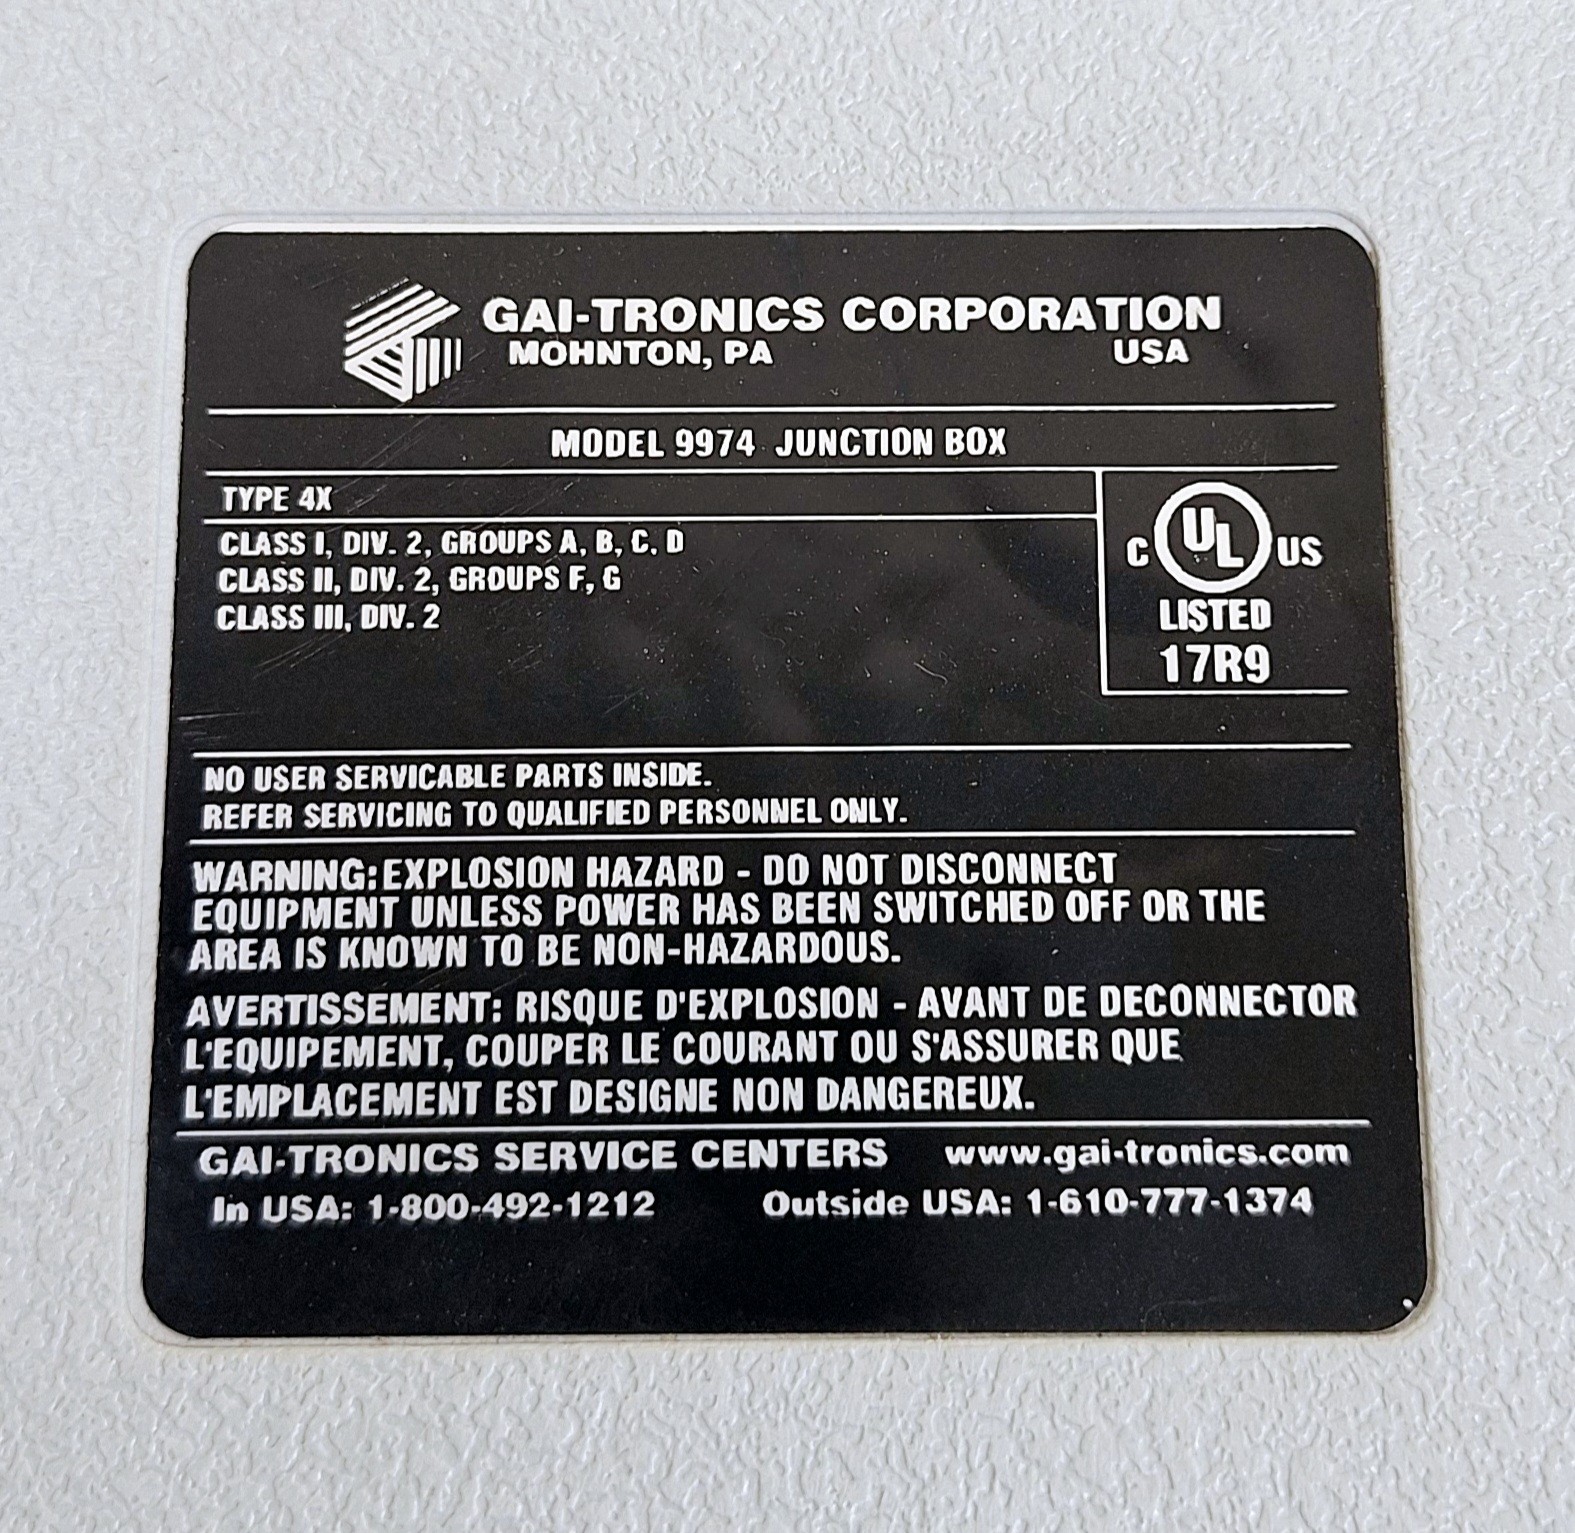 GAI-TRONICS CORPORATION
MOHNTON, PA USA
MODEL 9974 JUNCTION BOX
TYPE 4X
CLASS I, DIV. 2, GROUPS A, B, C, D
CLASS II, DIV. 2, GROUPS F, G
CLASS III, DIV. 2
C UL US
LISTED
17R9
NO USER SERVICABLE PARTS INSIDE.
REFER SERVICING TO QUALIFIED PERSONNEL ONLY.
WARNING: EXPLOSION HAZARD - DO NOT DISCONNECT
EQUIPMENT UNLESS POWER HAS BEEN SWITCHED OFF OR THE
AREA IS KNOWN TO BE NON-HAZARDOUS.
AVERTISSEMENT: RISQUE D'EXPLOSION - AVANT DE DECONNECTOR
L'EQUIPEMENT, COUPER LE COURANT OU S'ASSURER QUE
L'EMPLACEMENT EST DESIGNE NON DANGEREUX.
GAI-TRONICS SERVICE CENTERS www.gai-tronics.com
In USA: 1-800-492-1212 Outside USA: 1-610-777-1374